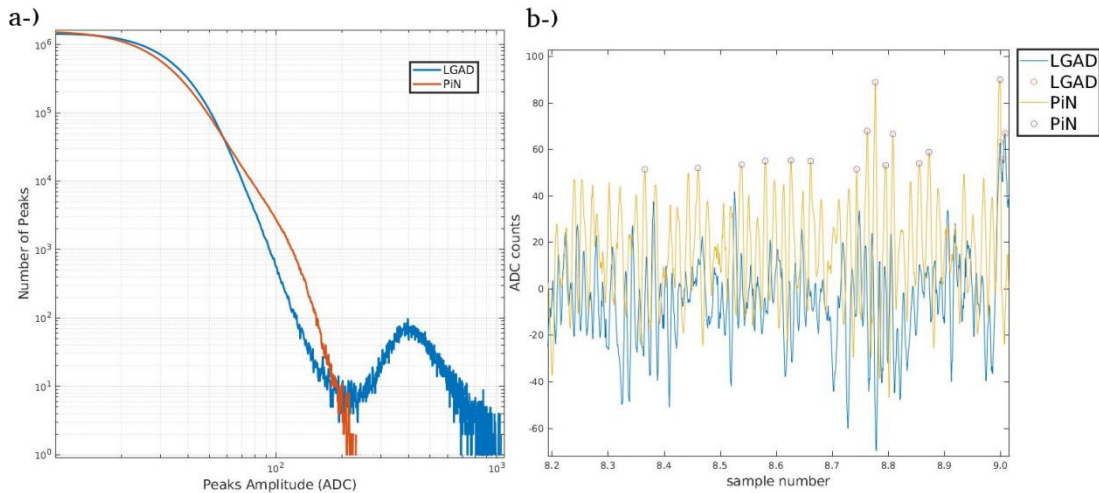 a-)
Number of Peaks
10^6
10^5
10^4
10^3
10^2
10^1
10^0
LGAD
PiN
10^2
10^3
Peaks Amplitude (ADC)
b-)
ADC counts
100
80
60
40
20
0
-20
-40
-60
8.2
8.3
8.4
8.5
8.6
8.7
8.8
8.9
9.0
sample number
LGAD
LGAD
PiN
PiN